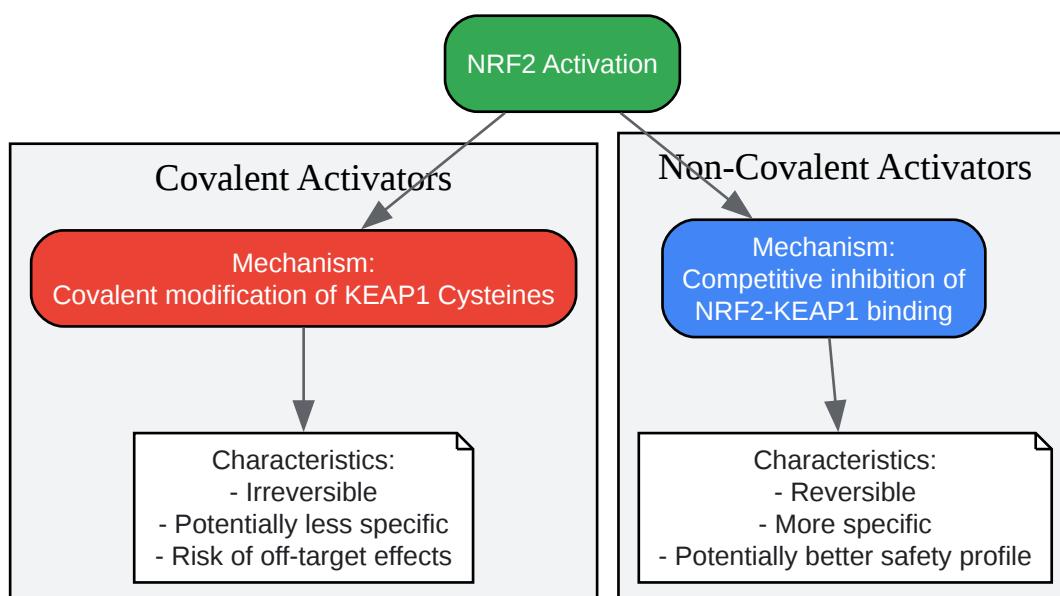 NRF2 Activation
Covalent Activators
Mechanism:
Covalent modification of KEAP1 Cysteines
Characteristics:
- Irreversible
- Potentially less specific
- Risk of off-target effects
Non-Covalent Activators
Mechanism:
Competitive inhibition of
NRF2-KEAP1 binding
Characteristics:
- Reversible
- More specific
- Potentially better safety profile